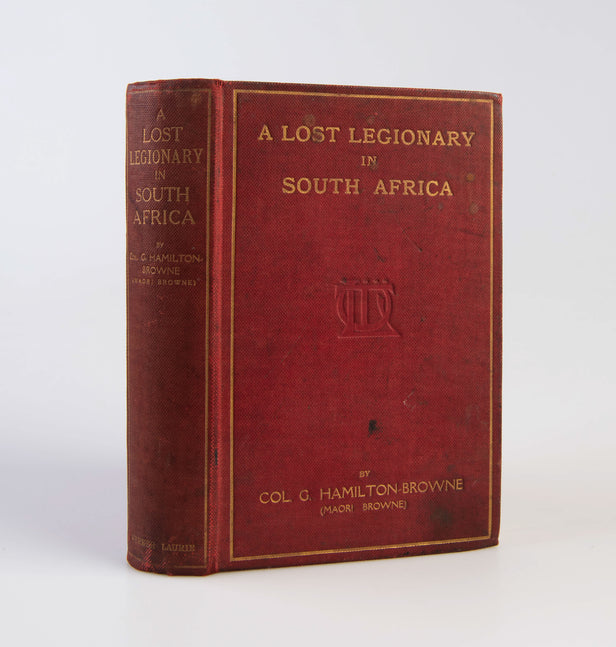 A
LOST
LEGIONARY
IN
SOUTH
AFRICA
BY
COL. G. HAMILTON-
BROWNE
(MAORI BROWNE)
LAURIE
A LOST LEGIONARY
IN
SOUTH AFRICA
BY
COL. G. HAMILTON-BROWNE
(MAORI BROWNE)